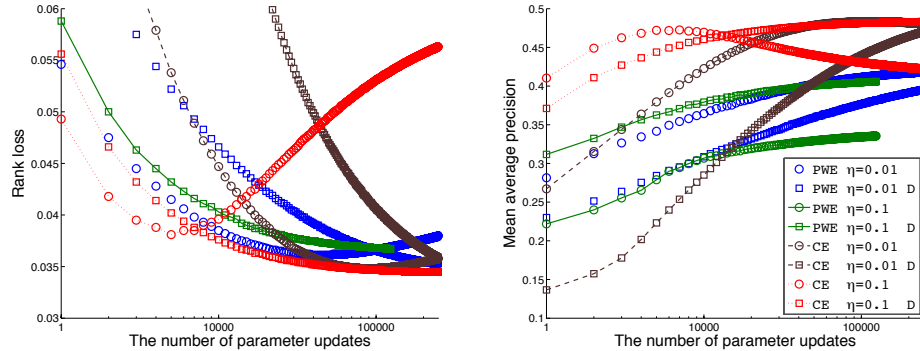 0.06
0.055
0.05
0.045
0.04
0.035
0.03
Rank loss
1
10000
100000
The number of parameter updates
0.5
0.45
0.4
0.35
0.3
0.25
0.2
0.15
0.1
Mean average precision
1
10000
100000
The number of parameter updates
PWE η=0.01
PWE η=0.01 D
PWE η=0.1
PWE η=0.1 D
CE η=0.01
CE η=0.01 D
CE η=0.1
CE η=0.1 D